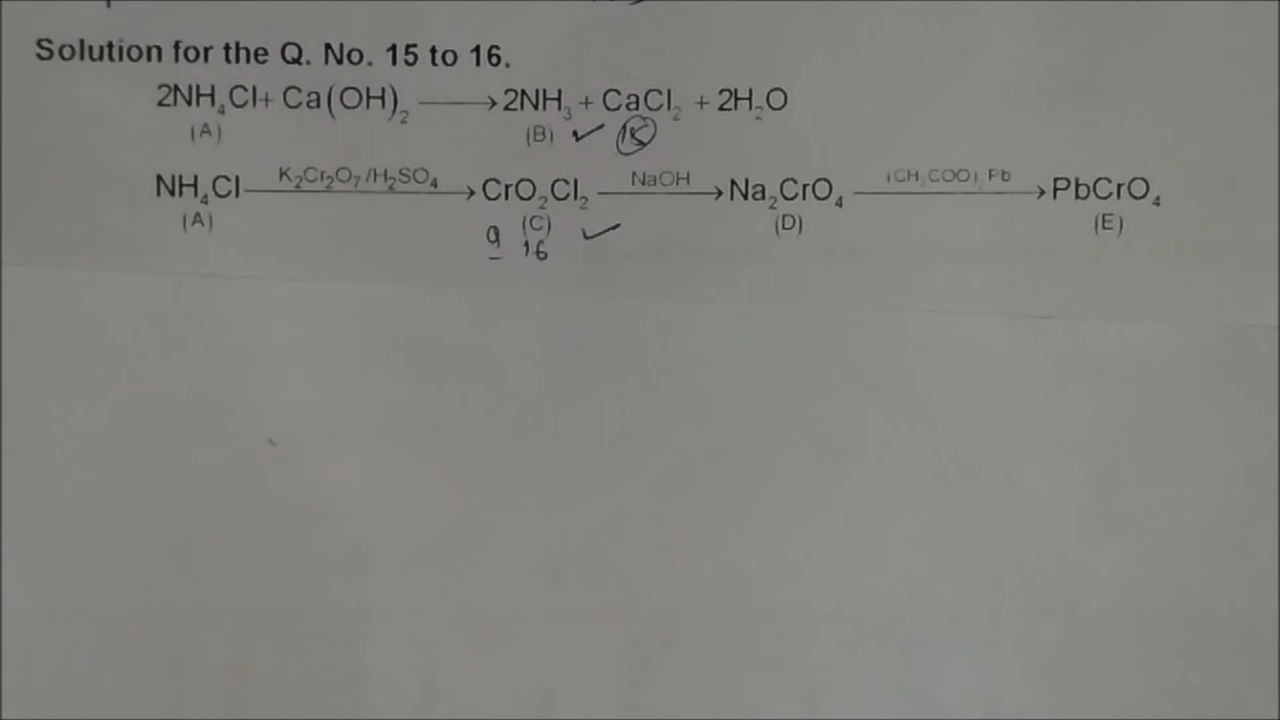 Solution for the Q. No. 15 to 16.
2NH₄Cl+ Ca(OH)₂ ⟶ 2NH₃ + CaCl₂ + 2H₂O
(A) (B) ✓ 15
NH₄Cl K₂Cr₂O₇/H₂SO₄ ⟶ CrO₂Cl₂ NaOH ⟶ Na₂CrO₄ (CH₃COO)₂Pb ⟶ PbCrO₄
(A) (C) ✓ (D) (E)
16